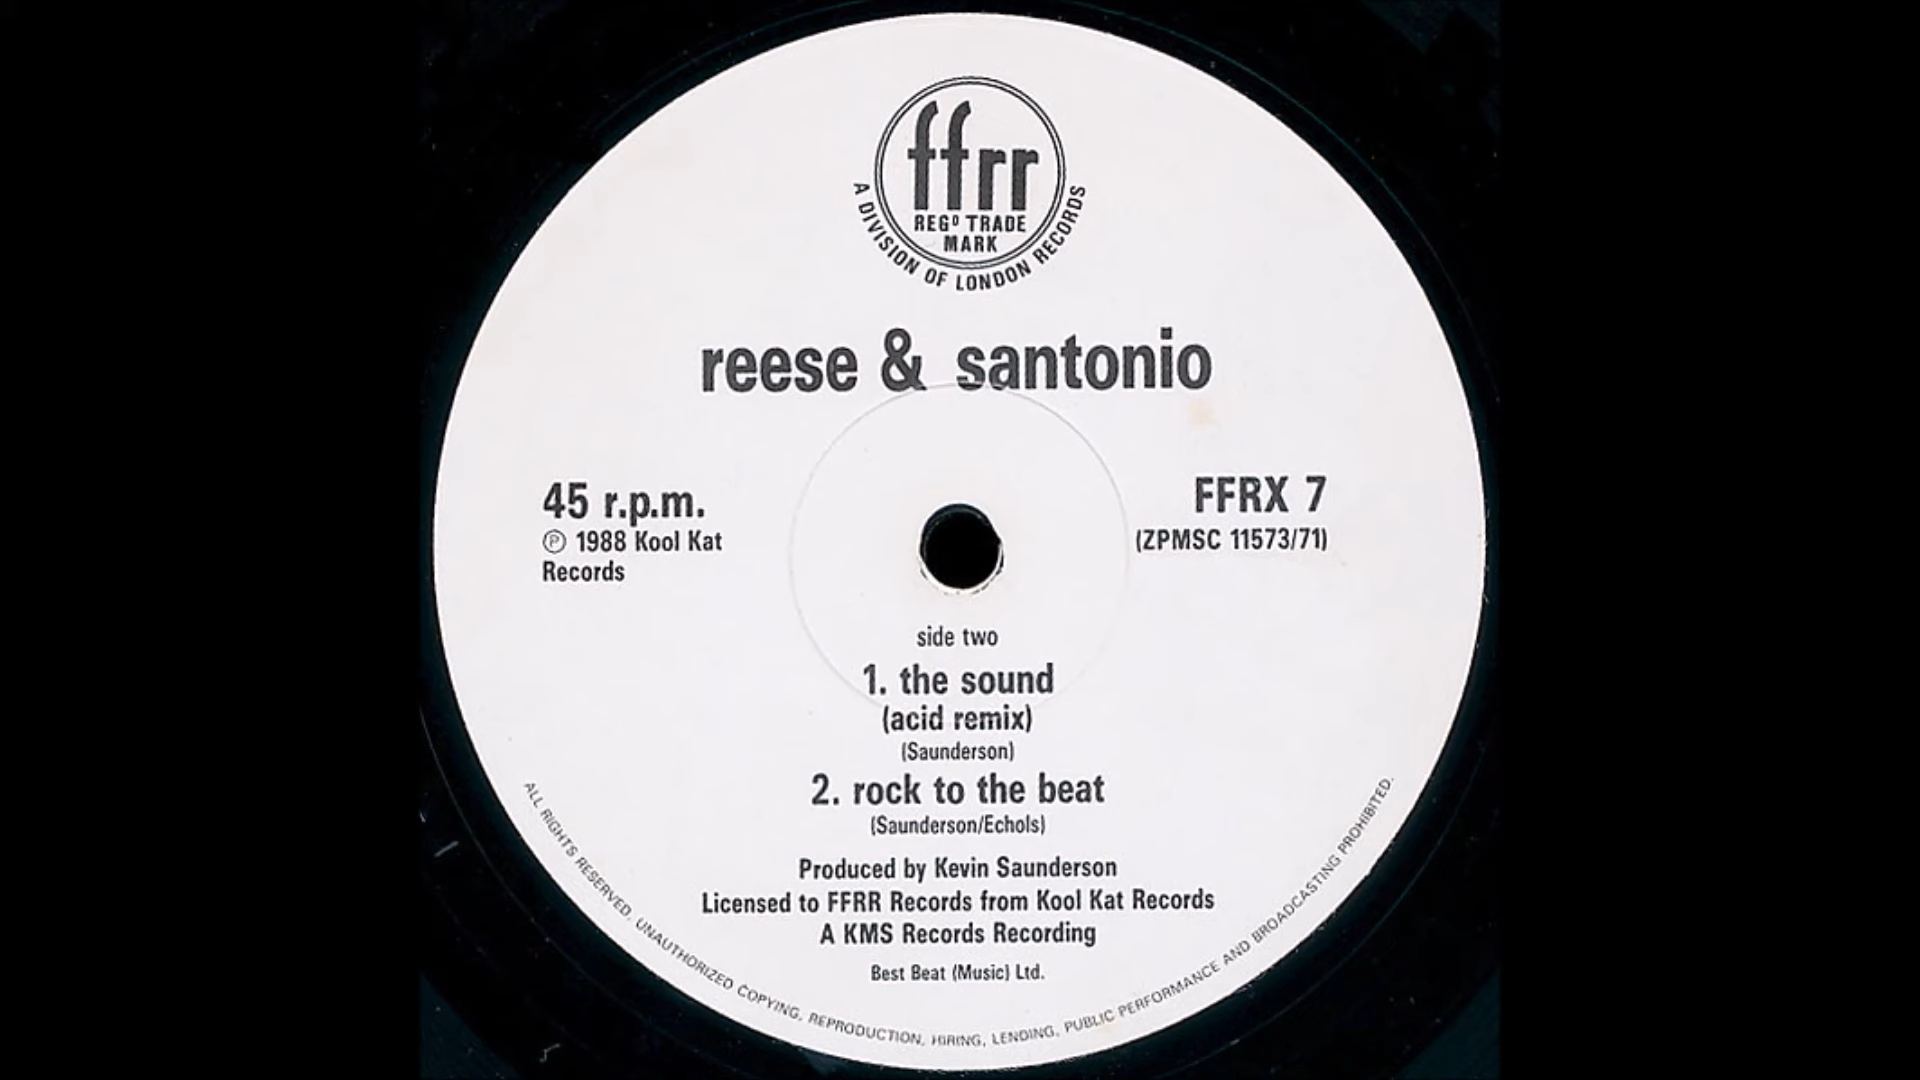 ffrr
REGᴰ TRADE
MARK
A DIVISION OF LONDON RECORDS
reese & santonio
45 r.p.m.
℗ 1988 Kool Kat
Records
FFRX 7
(ZPMSC 11573/71)
side two
1. the sound
(acid remix)
(Saunderson)
2. rock to the beat
(Saunderson/Echols)
Produced by Kevin Saunderson
Licensed to FFRR Records from Kool Kat Records
A KMS Records Recording
Best Beat (Music) Ltd.
ALL RIGHTS RESERVED. UNAUTHORIZED COPYING, REPRODUCTION, HIRING, LENDING, PUBLIC PERFORMANCE AND BROADCASTING PROHIBITED.